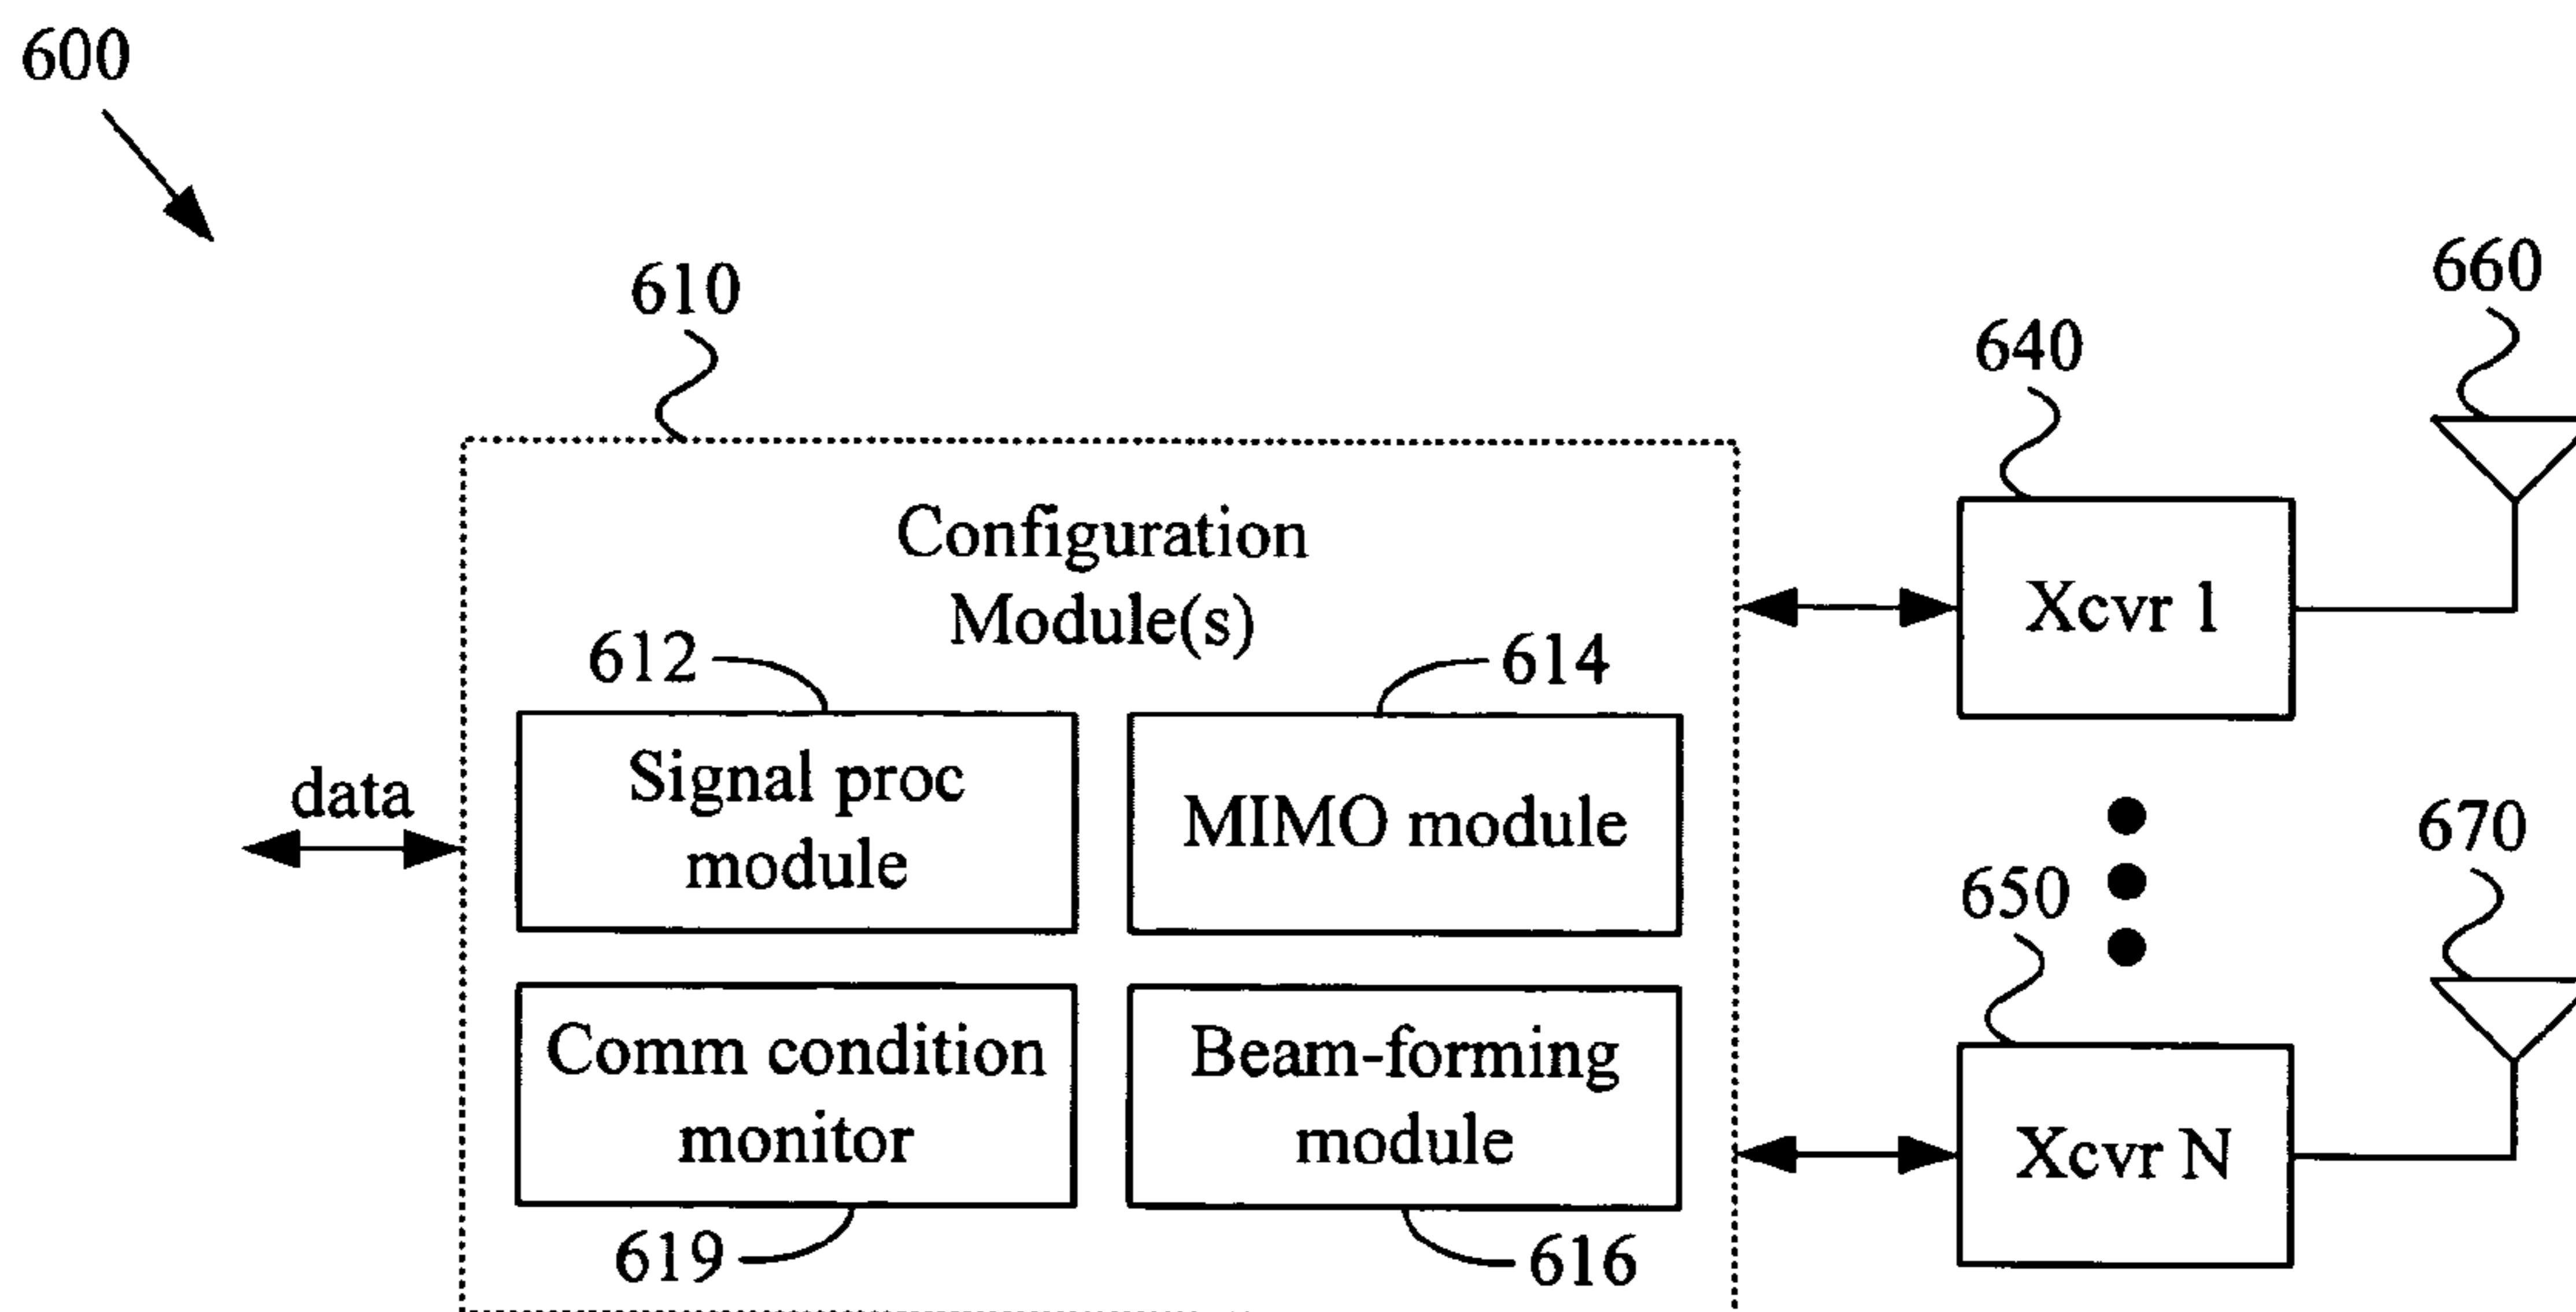 600
610
660
640
Configuration
Module(s)
Xcvr 1
612
614
Signal proc
module
MIMO module
data
670
650
Comm condition
monitor
Beam-forming
module
Xcvr N
619
616